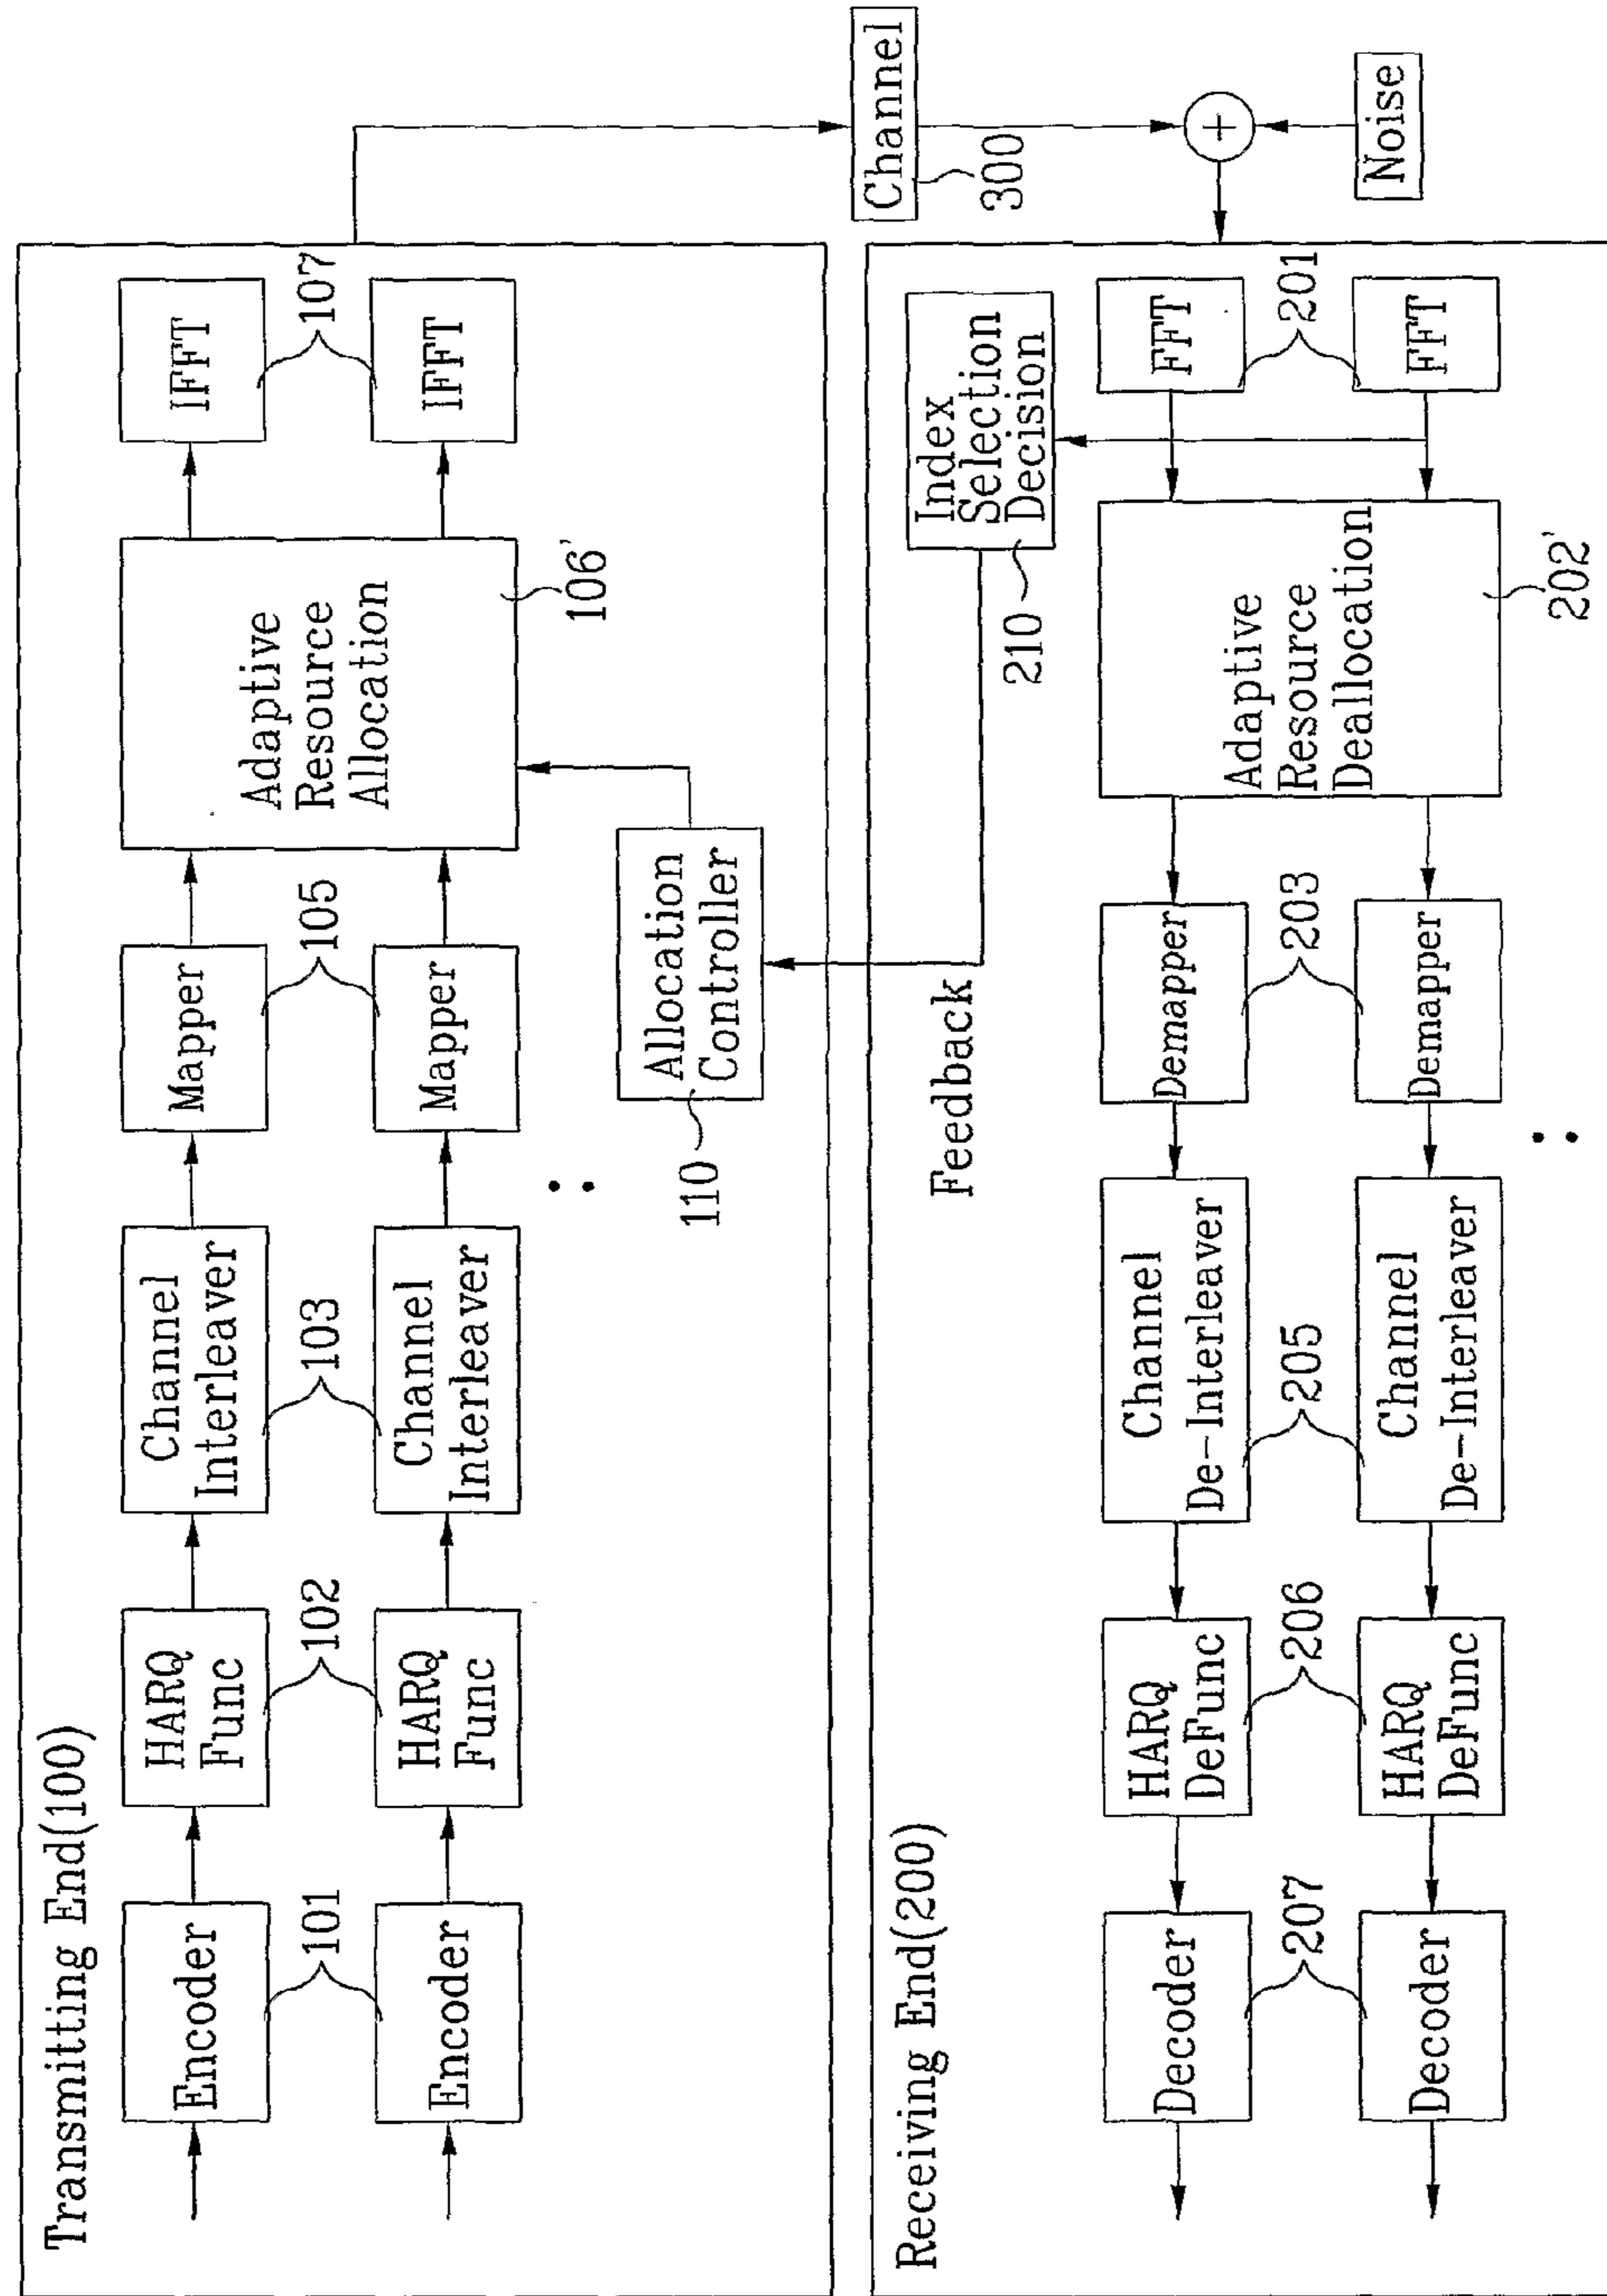 Transmitting End(100)
Encoder
HARQ
Func
Channel
Interleaver
Mapper
Adaptive
Resource
Allocation
IFFT
101
102
103
105
106'
107
Encoder
HARQ
Func
Channel
Interleaver
Mapper
IFFT
110
Allocation
Controller
Channel
300
Noise
+
Receiving End(200)
Feedback
210
Index
Selection
Decision
Decoder
HARQ
DeFunc
Channel
De-Interleaver
Demapper
Adaptive
Resource
Deallocation
FFT
207
206
205
203
201
Decoder
HARQ
DeFunc
Channel
De-Interleaver
Demapper
FFT
202'